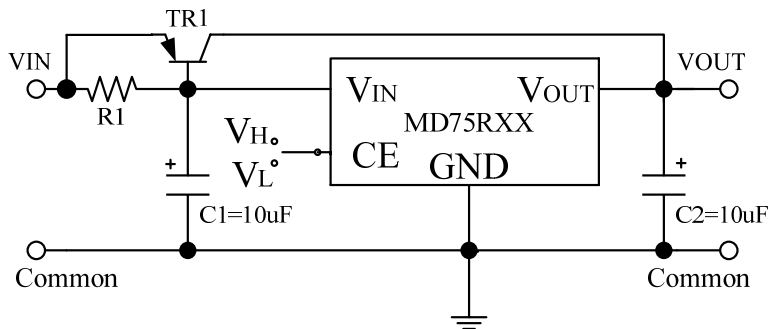 TR1
VIN
VOUT
R1
VIN
VOUT
MD75RXX
VH
VL
CE
GND
+
+
C1=10uF
C2=10uF
Common
Common